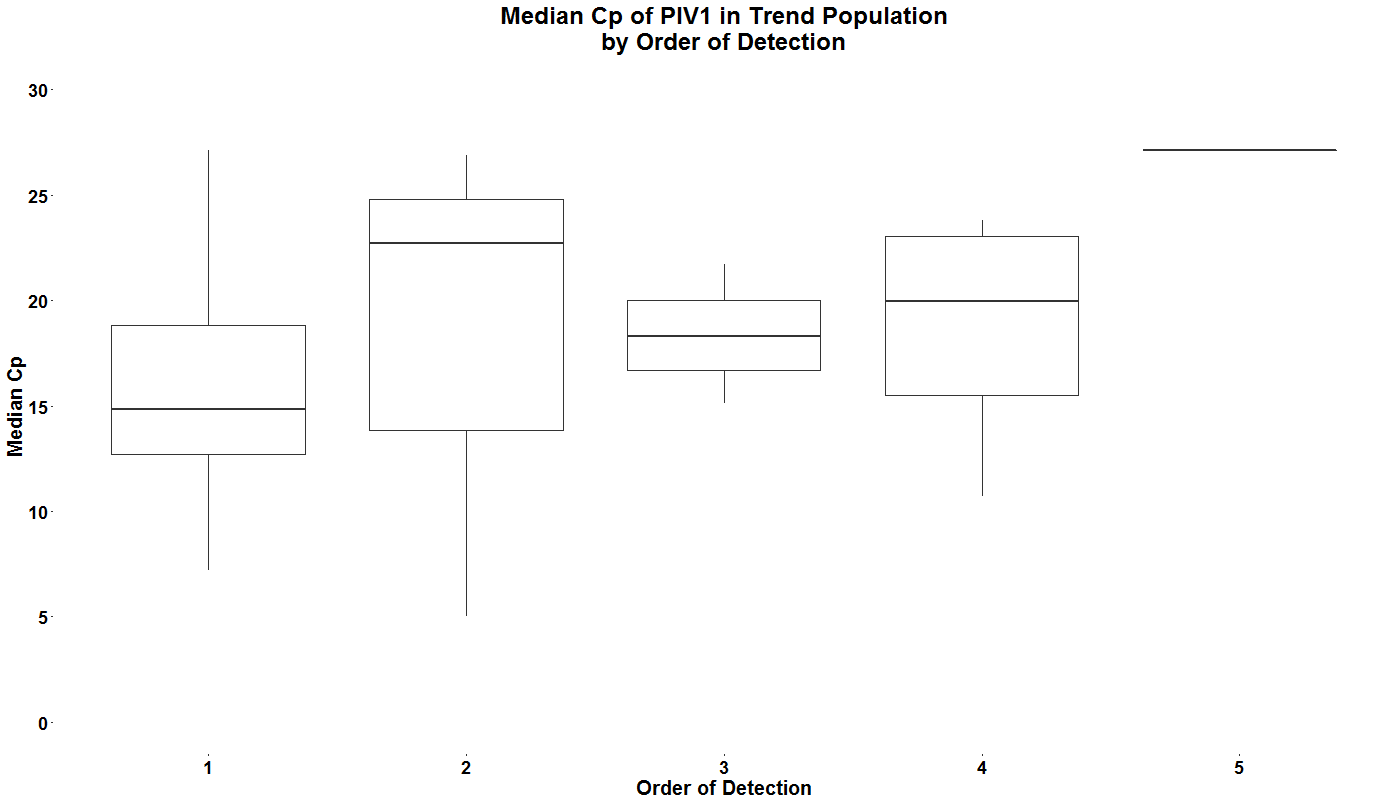 Median Cp of PIV1 in Trend Population
by Order of Detection
Median Cp
30
25
20
15
10
5
0
1 2 3 4 5
Order of Detection